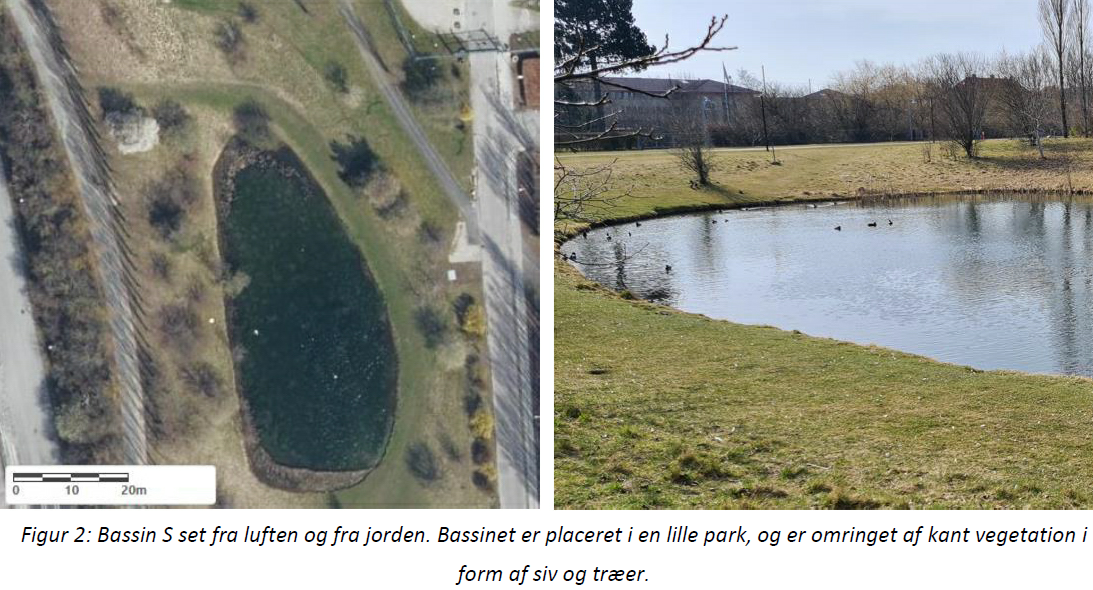 0 10 20m
Figur 2: Bassin S set fra luften og fra jorden. Bassinet er placeret i en lille park, og er omringet af kant vegetation i
form af siv og træer.